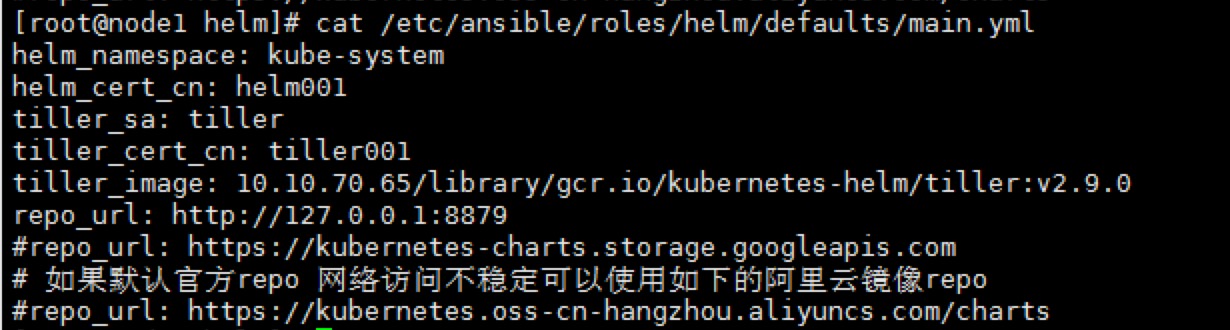 [root@node1 helm]# cat /etc/ansible/roles/helm/defaults/main.yml
helm_namespace: kube-system
helm_cert_cn: helm001
tiller_sa: tiller
tiller_cert_cn: tiller001
tiller_image: 10.10.70.65/library/gcr.io/kubernetes-helm/tiller:v2.9.0
repo_url: http://127.0.0.1:8879
#repo_url: https://kubernetes-charts.storage.googleapis.com
# 如果默认官方repo 网络访问不稳定可以使用如下的阿里云镜像repo
#repo_url: https://kubernetes.oss-cn-hangzhou.aliyuncs.com/charts